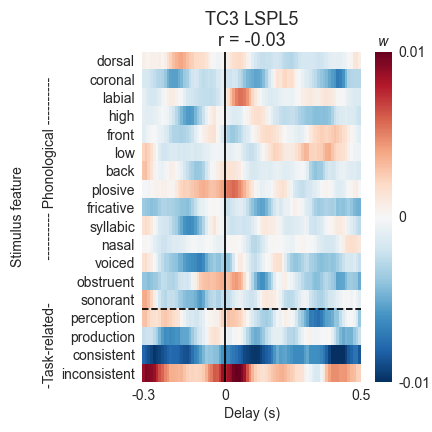 TC3 LSPL5
r = -0.03
w
dorsal
coronal
labial
high
front
low
back
plosive
fricative
syllabic
nasal
voiced
obstruent
sonorant
perception
production
consistent
inconsistent
Stimulus feature
-Task-related- ---------- Phonological ----------
0.01
0
-0.01
-0.3 0 0.5
Delay (s)